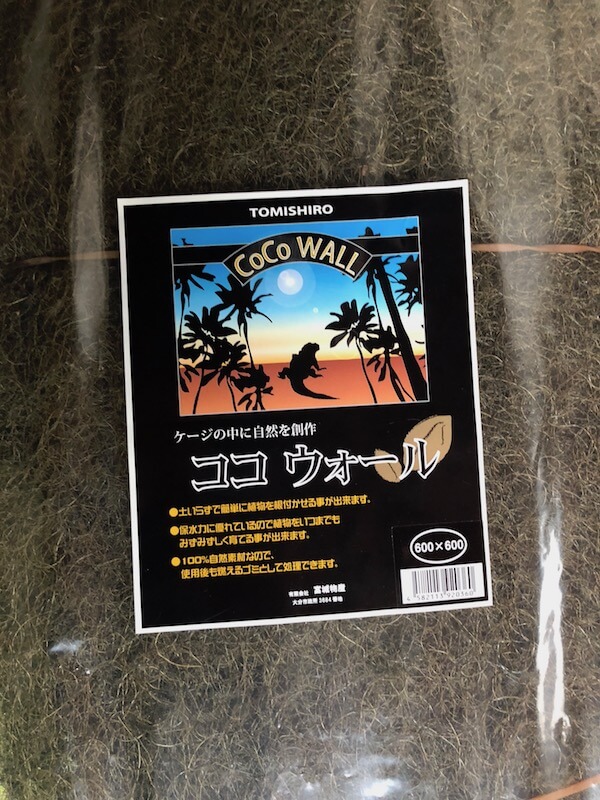 TOMISHIRO
CoCo WALL
ケージの中に自然を創作
ココ ウォール
●土いらずで簡単に植物を根付かせる事が出来ます。
●保水力に優れているので植物をいつまでも
みずみずしく育てる事が出来ます。
●100%自然素材なので、
使用後も燃えるゴミとして処理できます。
600×600
有限会社 富城物産
4 582113 920360